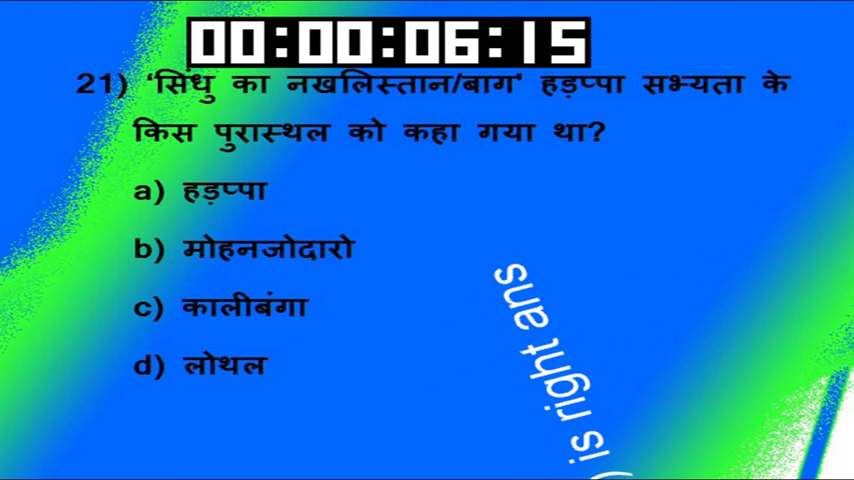 00:00:06:15
21) ‘सिंधु का नखलिस्तान/बाग' हड़प्पा सभ्यता के
किस पुरास्थल को कहा गया था?
a) हड़प्पा
b) मोहनजोदारो
c) कालीबंगा
d) लोथल
) is right ans